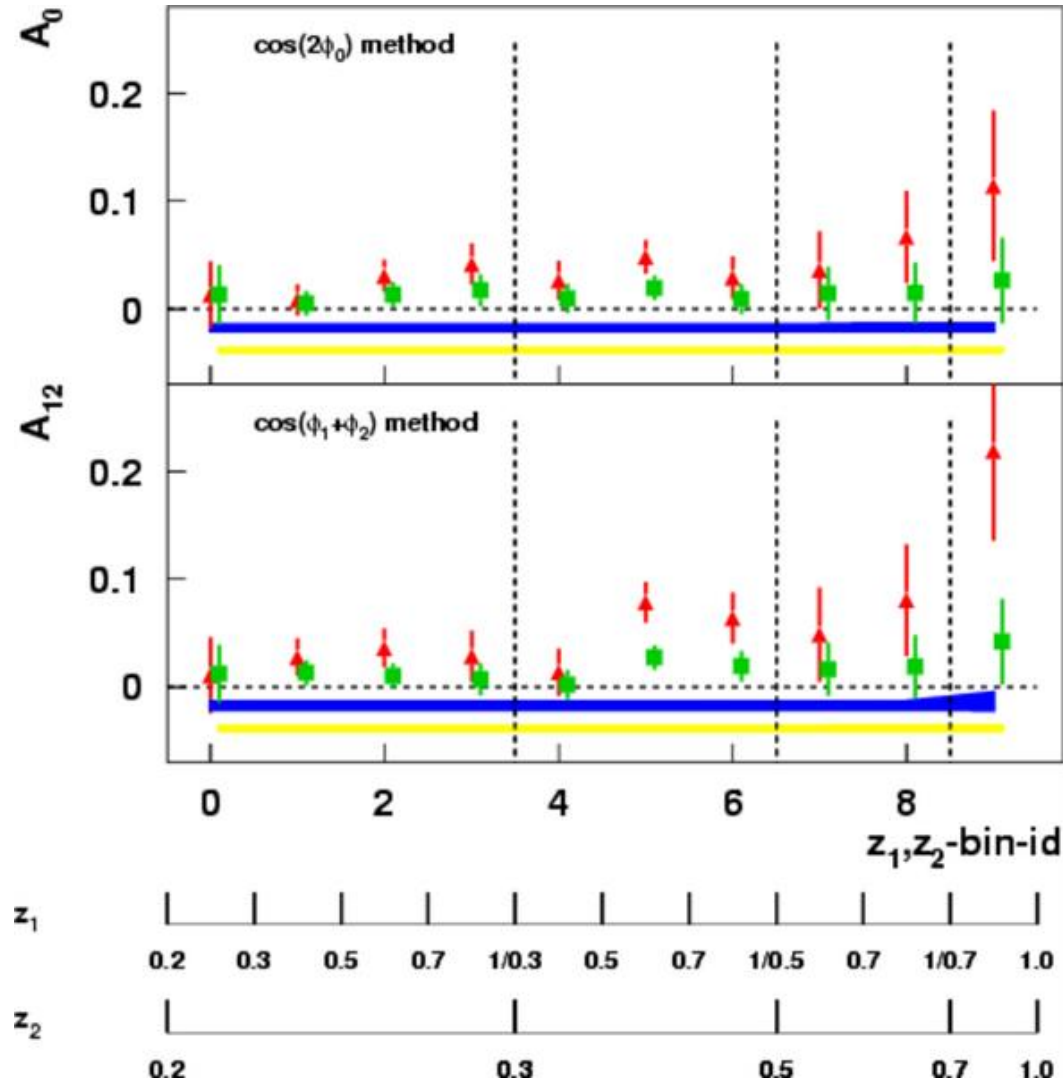 A₀
cos(2ϕ₀) method
0.2
0.1
0
A₁₂
cos(ϕ₁+ϕ₂) method
0.2
0.1
0
0 2 4 6 8
z₁,z₂-bin-id
z₁
0.2 0.3 0.5 0.7 1/0.3 0.5 0.7 1/0.5 0.7 1/0.7 1.0
z₂
0.2 0.3 0.5 0.7 1.0